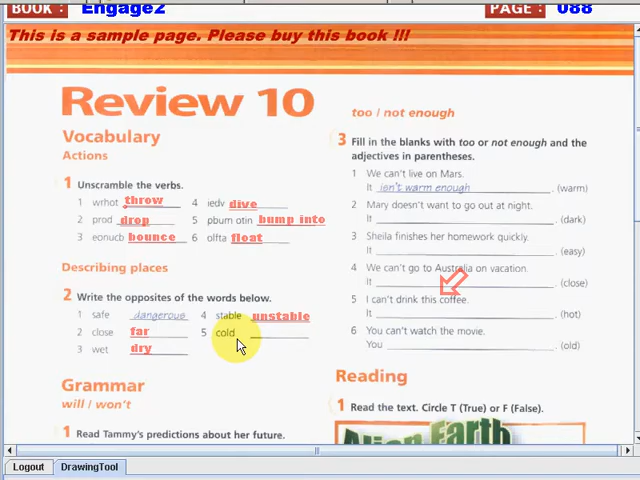 BOOK : Engage2 PAGE : 088
This is a sample page. Please buy this book !!!
Review 10
Vocabulary
Actions
1 Unscramble the verbs.
1 wrhot throw 4 iedv dive
2 prod drop 5 pbum otin bump into
3 eonucb bounce 6 olfta float
Describing places
2 Write the opposites of the words below.
1 safe dangerous 4 stable unstable
2 close far 5 cold
3 wet dry
Grammar
will / won't
1 Read Tammy's predictions about her future.
too / not enough
3 Fill in the blanks with too or not enough and the
adjectives in parentheses.
1 We can't live on Mars.
It isn't warm enough . (warm)
2 Mary doesn't want to go out at night.
It . (dark)
3 Sheila finishes her homework quickly.
It . (easy)
4 We can't go to Australia on vacation.
It . (close)
5 I can't drink this coffee.
It . (hot)
6 You can't watch the movie.
You . (old)
Reading
1 Read the text. Circle T (True) or F (False).
Alien Earth
Logout DrawingTool